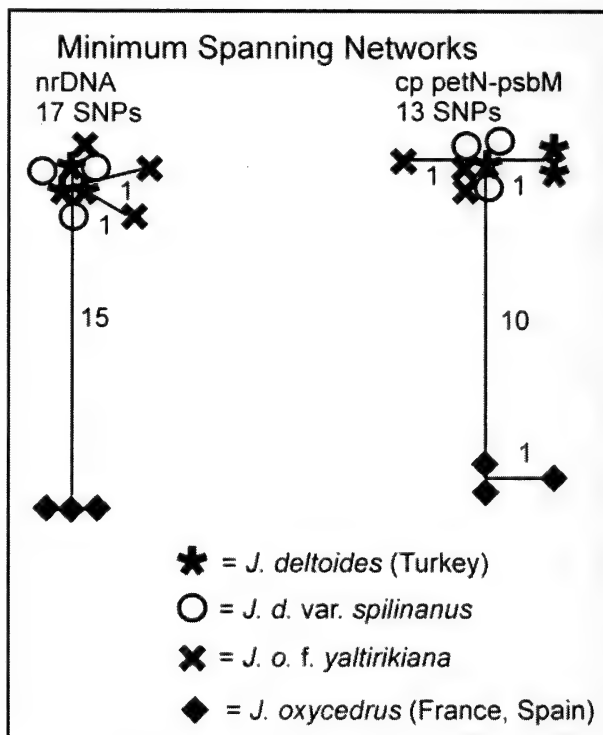 Minimum Spanning Networks
nrDNA
17 SNPs
cp petN-psbM
13 SNPs
1
1
1
1
15
10
1
= J. deltoides (Turkey)
= J. d. var. spilinanus
= J. o. f. yaltirikiana
= J. oxycedrus (France, Spain)